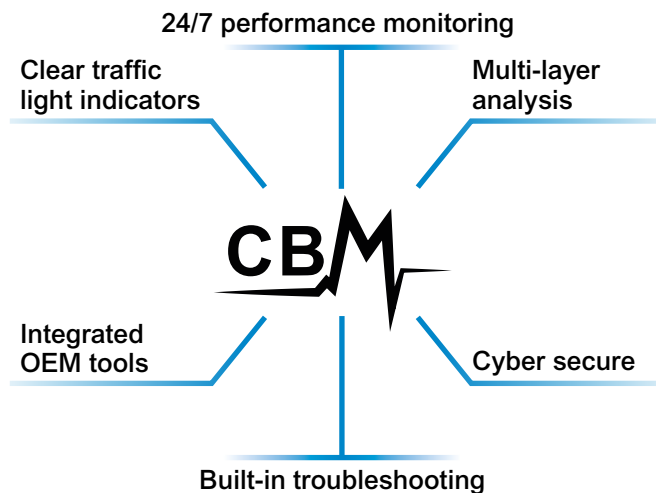 24/7 performance monitoring
Clear traffic
light indicators
Multi-layer
analysis
CBM
Integrated
OEM tools
Cyber secure
Built-in troubleshooting